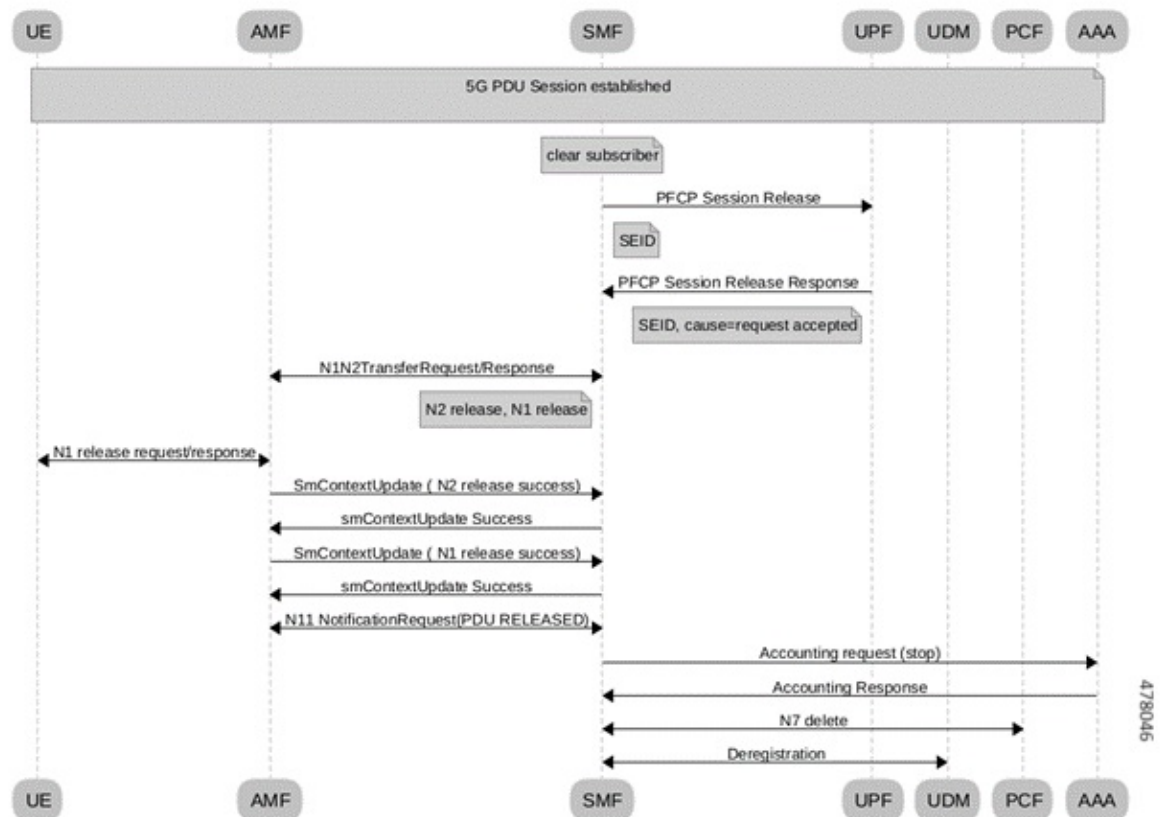 UE AMF SMF UPF UDM PCF AAA
5G PDU Session established
clear subscriber
PFCP Session Release
SEID
PFCP Session Release Response
SEID, cause=request accepted
N1N2TransferRequest/Response
N2 release, N1 release
N1 release request/response
SmContextUpdate ( N2 release success)
smContextUpdate Success
SmContextUpdate ( N1 release success)
smContextUpdate Success
N11 NotificationRequest(PDU RELEASED)
Accounting request (stop)
Accounting Response
N7 delete
Deregistration
UE AMF SMF UPF UDM PCF AAA
478046